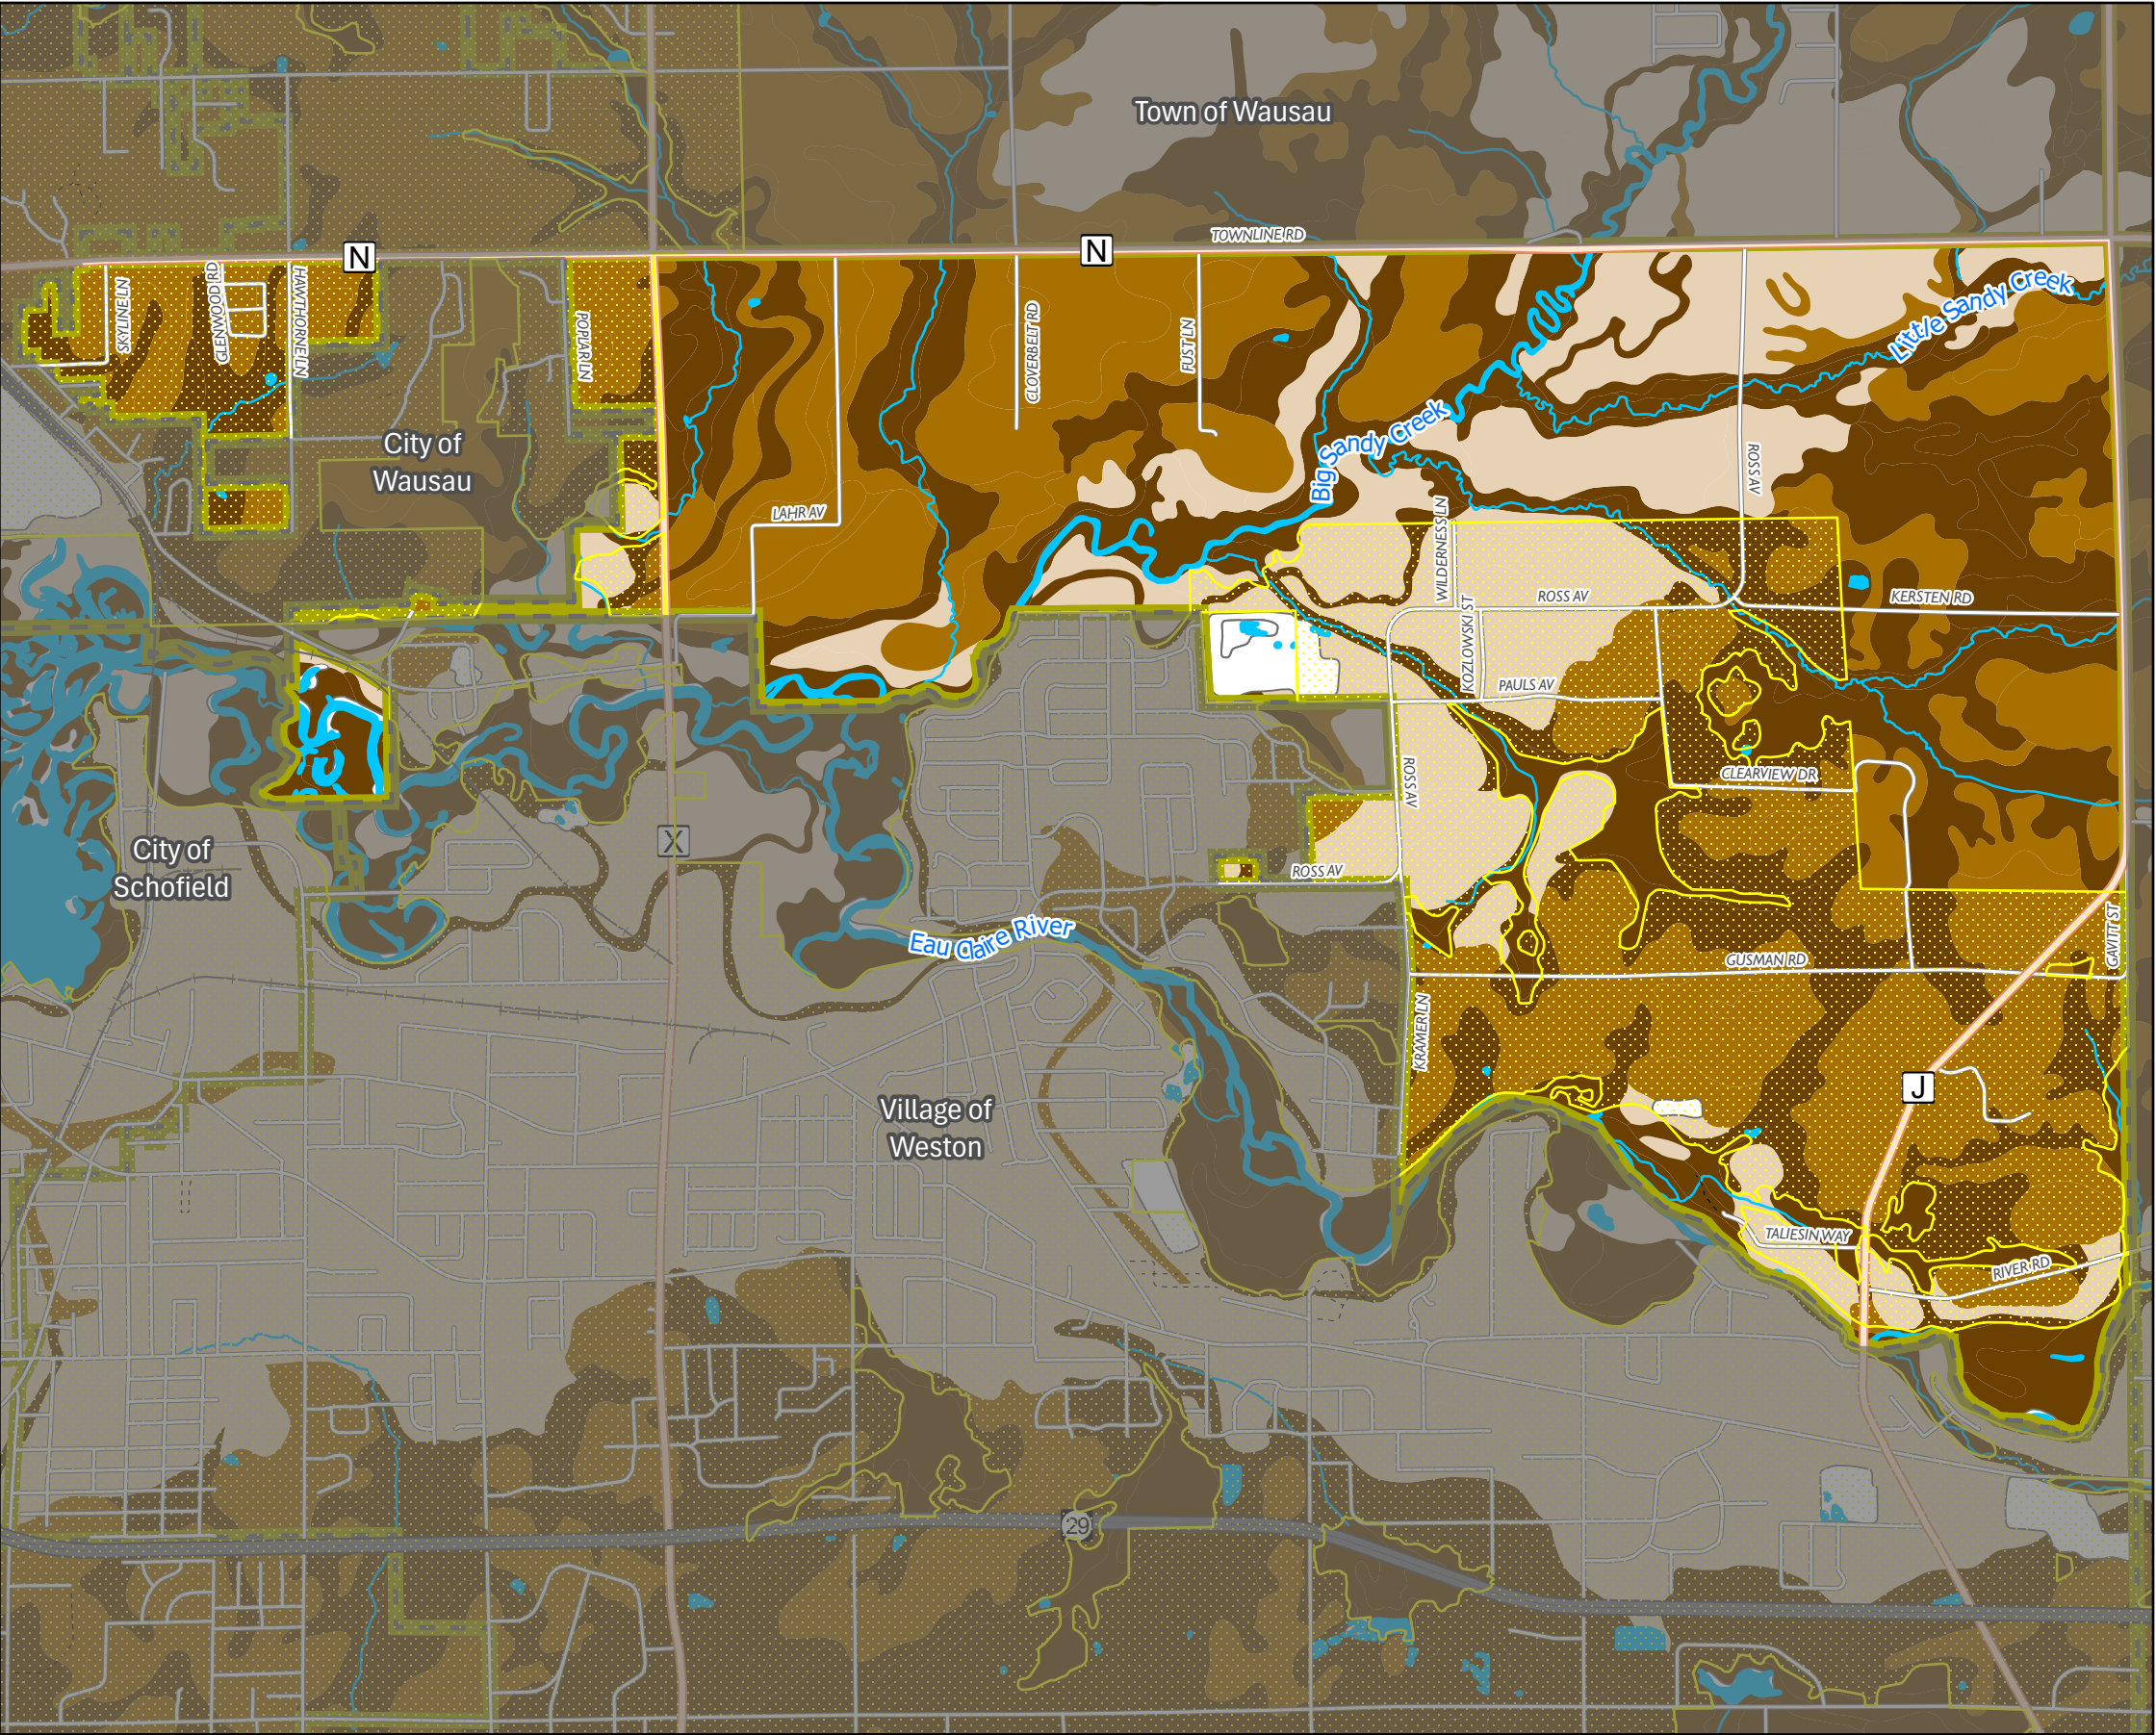 Town of Wausau
TOWNLINE RD
N
N
SKYLINE LN
GLENWOOD RD
HAWTHORNE LN
POPLAR LN
CLOVERBELT RD
FUST LN
Little Sandy Creek
Big Sandy Creek
City of
Wausau
ROSS AV
LAHR AV
WILDERNESS LN
ROSS AV
KERSTEN RD
KOZLOWSKI ST
PAULS AV
ROSS AV
CLEARVIEW DR
X
City of
Schofield
ROSS AV
Eau Claire River
GAVITT ST
GUSMAN RD
KRAMER LN
J
Village of
Weston
TALIESIN WAY
RIVER RD
29